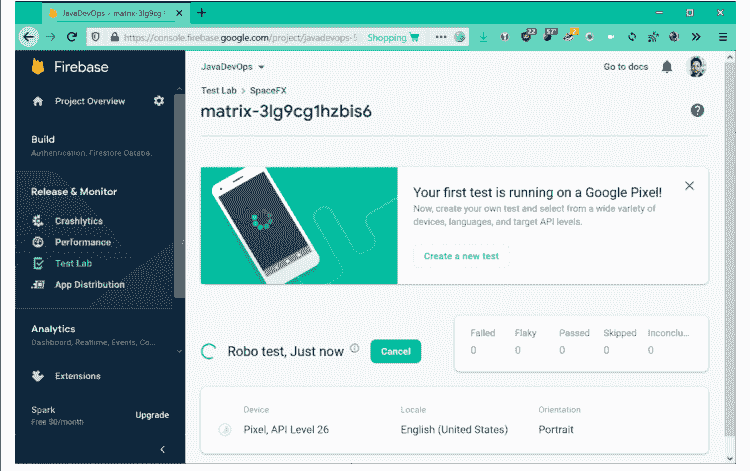 JavaDevOps - matrix-3lg9cg1
https://console.firebase.google.com/project/javadevops-5
Shopping
22
57
Firebase
Project Overview
Build
Authentication, Firestore Databa...
Release & Monitor
Crashlytics
Performance
Test Lab
App Distribution
Analytics
Dashboard, Realtime, Events, Co...
Extensions
Spark
Free $0/month
Upgrade
JavaDevOps
Go to docs
Test Lab > SpaceFX
matrix-3lg9cg1hzbis6
Your first test is running on a Google Pixel!
Now, create your own test and select from a wide variety of
devices, languages, and target API levels.
Create a new test
Robo test, Just now
Cancel
Failed Flaky Passed Skipped Inconclu...
0 0 0 0 0
Device Locale Orientation
Pixel, API Level 26 English (United States) Portrait